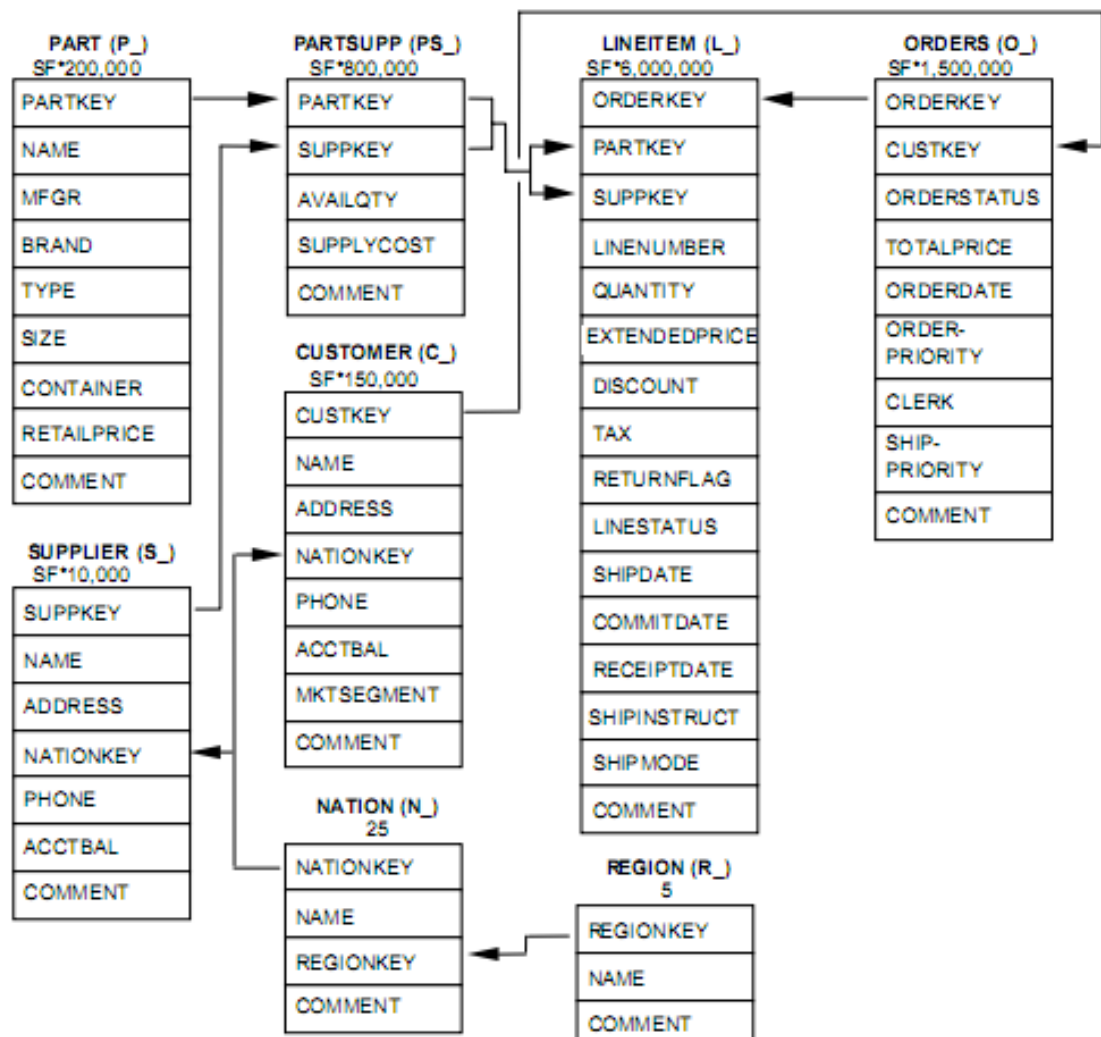 PART (P_)
SF*200,000
PARTKEY
NAME
MFGR
BRAND
TYPE
SIZE
CONTAINER
RETAILPRICE
COMMENT
SUPPLIER (S_)
SF*10,000
SUPPKEY
NAME
ADDRESS
NATIONKEY
PHONE
ACCTBAL
COMMENT
PARTSUPP (PS_)
SF*800,000
PARTKEY
SUPPKEY
AVAILQTY
SUPPLYCOST
COMMENT
CUSTOMER (C_)
SF*150,000
CUSTKEY
NAME
ADDRESS
NATIONKEY
PHONE
ACCTBAL
MKTSEGMENT
COMMENT
NATION (N_)
25
NATIONKEY
NAME
REGIONKEY
COMMENT
LINEITEM (L_)
SF*6,000,000
ORDERKEY
PARTKEY
SUPPKEY
LINENUMBER
QUANTITY
EXTENDEDPRICE
DISCOUNT
TAX
RETURNFLAG
LINESTATUS
SHIPDATE
COMMITDATE
RECEIPTDATE
SHIPINSTRUCT
SHIPMODE
COMMENT
REGION (R_)
5
REGIONKEY
NAME
COMMENT
ORDERS (O_)
SF*1,500,000
ORDERKEY
CUSTKEY
ORDERSTATUS
TOTALPRICE
ORDERDATE
ORDER-
PRIORITY
CLERK
SHIP-
PRIORITY
COMMENT